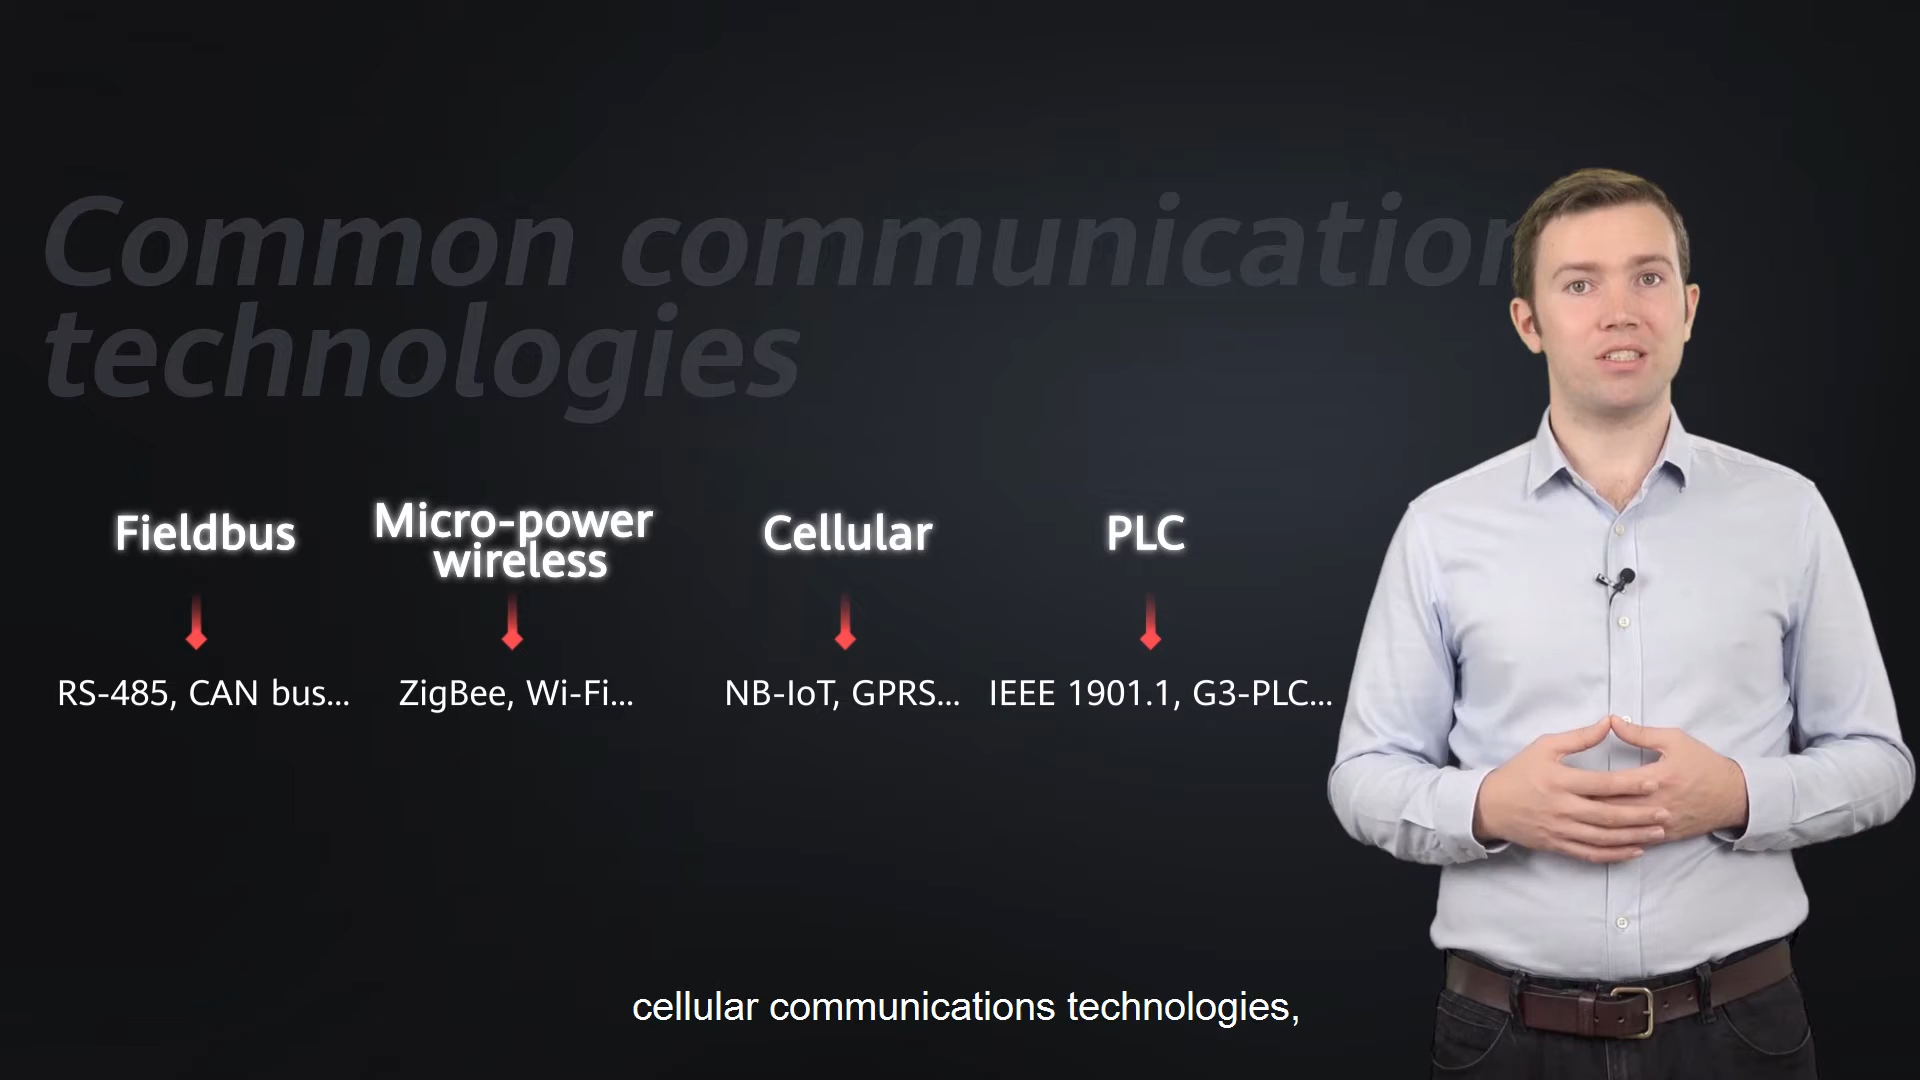 Common communication
technologies
Fieldbus
Micro-power
wireless
Cellular
PLC
RS-485, CAN bus...
ZigBee, Wi-Fi...
NB-IoT, GPRS...
IEEE 1901.1, G3-PLC...
cellular communications technologies,